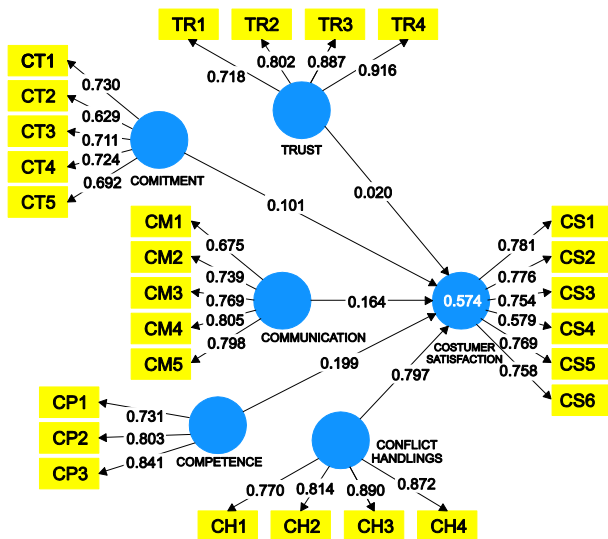 TR1 TR2 TR3 TR4
0.718 0.802 0.887 0.916
TRUST
CT1
CT2
CT3
CT4
CT5
0.730
0.629
0.711
0.724
0.692
COMITMENT
0.101
0.020
CM1
CM2
CM3
CM4
CM5
0.675
0.739
0.769
0.805
0.798
COMMUNICATION
0.164
0.574
COSTUMER
SATISFACTION
0.781
0.776
0.754
0.579
0.769
0.758
CS1
CS2
CS3
CS4
CS5
CS6
0.199
0.797
CP1
CP2
CP3
0.731
0.803
0.841
COMPETENCE
CONFLICT
HANDLINGS
0.770 0.814 0.890 0.872
CH1 CH2 CH3 CH4